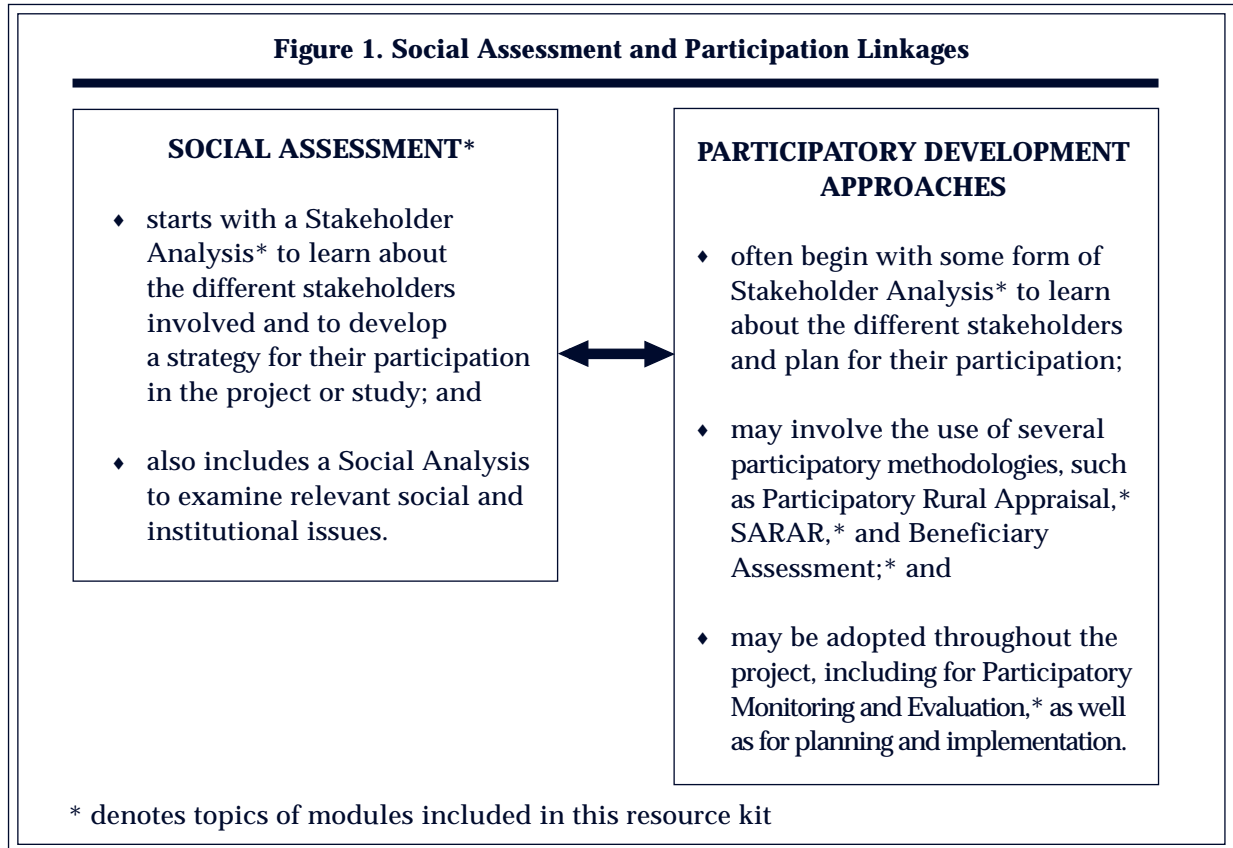 Figure 1. Social Assessment and Participation Linkages
SOCIAL ASSESSMENT*
♦ starts with a Stakeholder
Analysis* to learn about
the different stakeholders
involved and to develop
a strategy for their participation
in the project or study; and
♦ also includes a Social Analysis
to examine relevant social and
institutional issues.
PARTICIPATORY DEVELOPMENT
APPROACHES
♦ often begin with some form of
Stakeholder Analysis* to learn
about the different stakeholders
and plan for their participation;
♦ may involve the use of several
participatory methodologies, such
as Participatory Rural Appraisal,*
SARAR,* and Beneficiary
Assessment;* and
♦ may be adopted throughout the
project, including for Participatory
Monitoring and Evaluation,* as well
as for planning and implementation.
* denotes topics of modules included in this resource kit